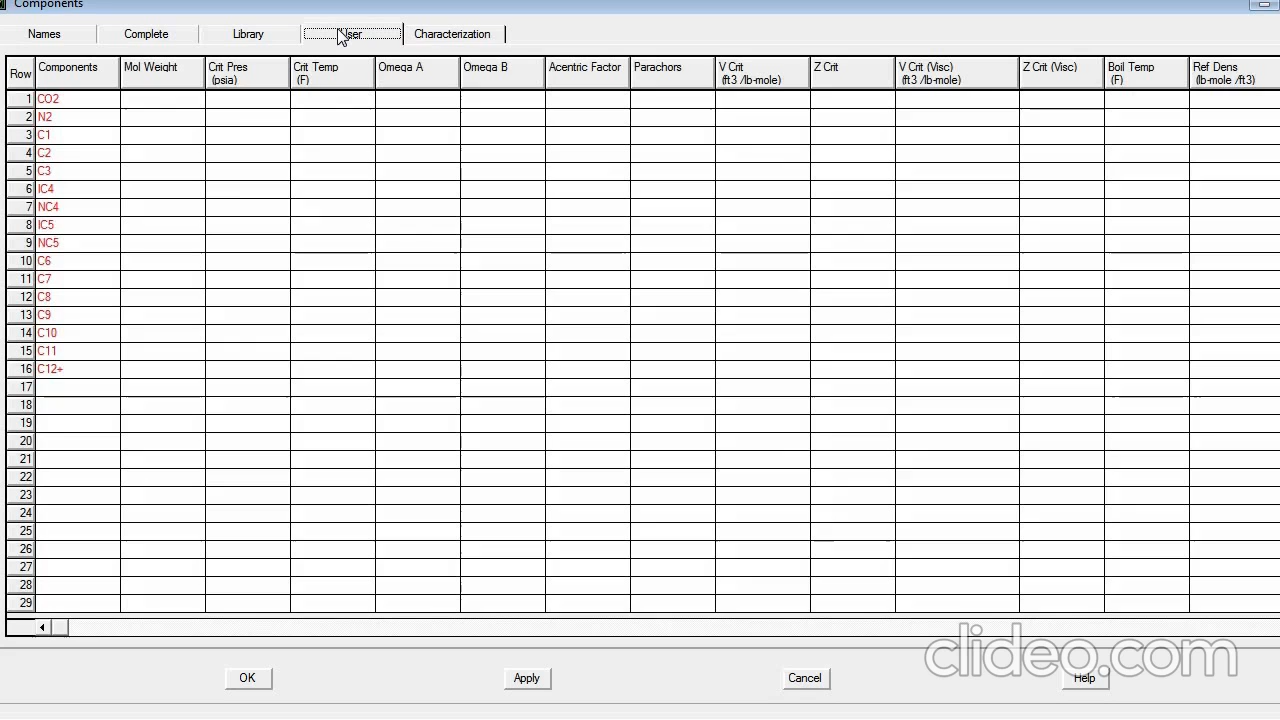 Components
Names Complete Library User Characterization
Row Components Mol Weight Crit Pres (psia) Crit Temp (F) Omega A Omega B Acentric Factor Parachors V Crit (ft3 /lb-mole) Z Crit V Crit (Visc) (ft3 /lb-mole) Z Crit (Visc) Boil Temp (F) Ref Dens (lb-mole /ft3)
1 CO2
2 N2
3 C1
4 C2
5 C3
6 IC4
7 NC4
8 IC5
9 NC5
10 C6
11 C7
12 C8
13 C9
14 C10
15 C11
16 C12+
17
18
19
20
21
22
23
24
25
26
27
28
29
clideo.com
OK Apply Cancel Help